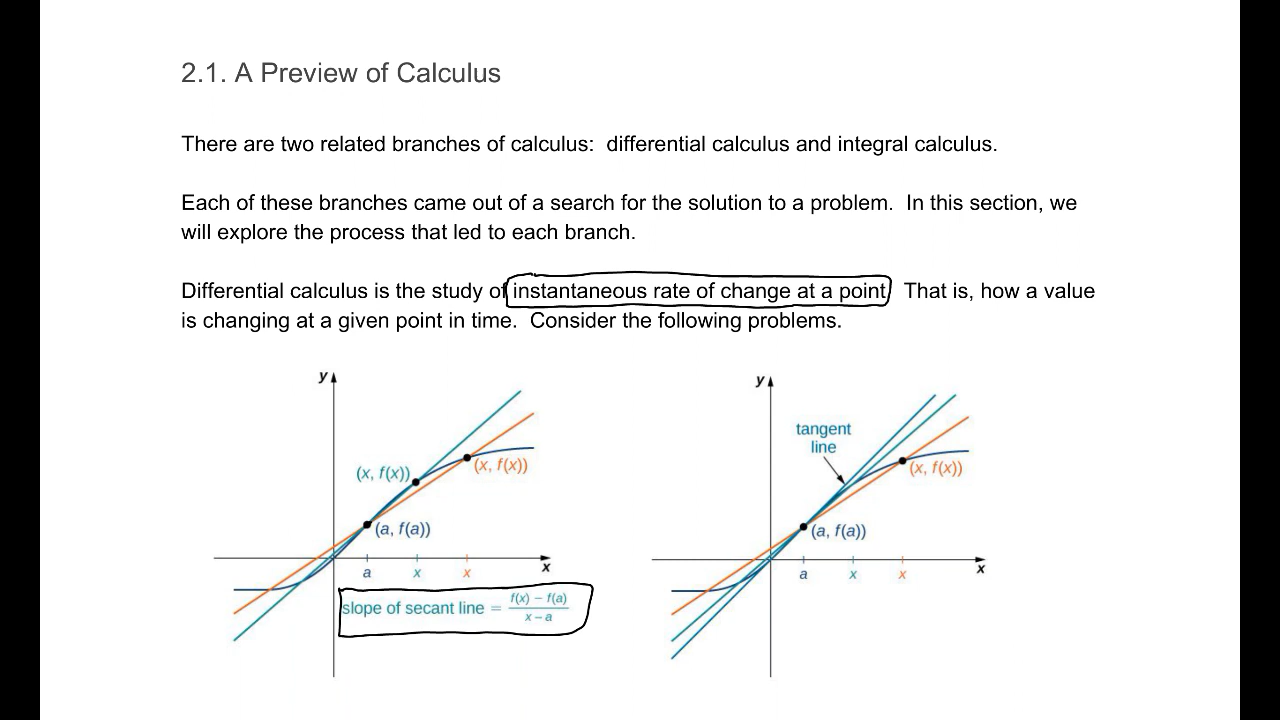 2.1. A Preview of Calculus
There are two related branches of calculus:  differential calculus and integral calculus.
Each of these branches came out of a search for the solution to a problem.  In this section, we
will explore the process that led to each branch.
Differential calculus is the study of instantaneous rate of change at a point  That is, how a value
is changing at a given point in time.  Consider the following problems.
y
(x, f(x))
(x, f(x))
(a, f(a))
a x x x
slope of secant line = f(x) – f(a) / x – a
y
tangent
line
(x, f(x))
(a, f(a))
a x x x